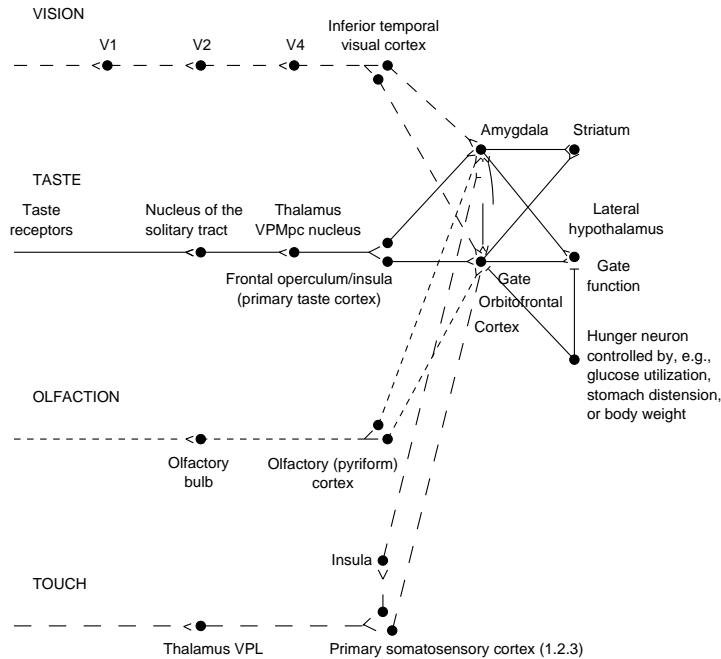 VISION
V1
V2
V4
Inferior temporal
visual cortex
Amygdala
Striatum
TASTE
Taste
receptors
Nucleus of the
solitary tract
Thalamus
VPMpc nucleus
Frontal operculum/insula
(primary taste cortex)
Lateral
hypothalamus
Gate
function
Gate
Orbitofrontal
Cortex
Hunger neuron
controlled by, e.g.,
glucose utilization,
stomach distension,
or body weight
OLFACTION
Olfactory
bulb
Olfactory (pyriform)
cortex
Insula
TOUCH
Thalamus VPL
Primary somatosensory cortex (1.2.3)